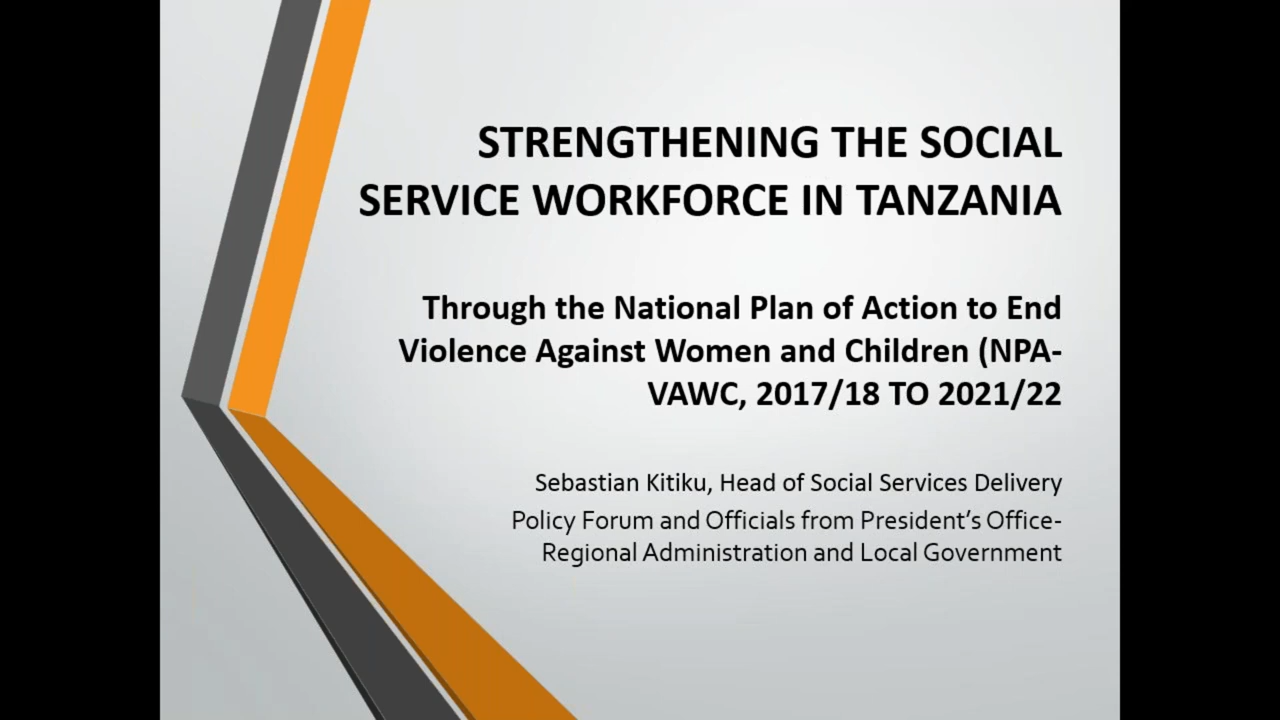 STRENGTHENING THE SOCIAL
SERVICE WORKFORCE IN TANZANIA
Through the National Plan of Action to End
Violence Against Women and Children (NPA-
VAWC, 2017/18 TO 2021/22
Sebastian Kitiku, Head of Social Services Delivery
Policy Forum and Officials from President’s Office-
Regional Administration and Local Government